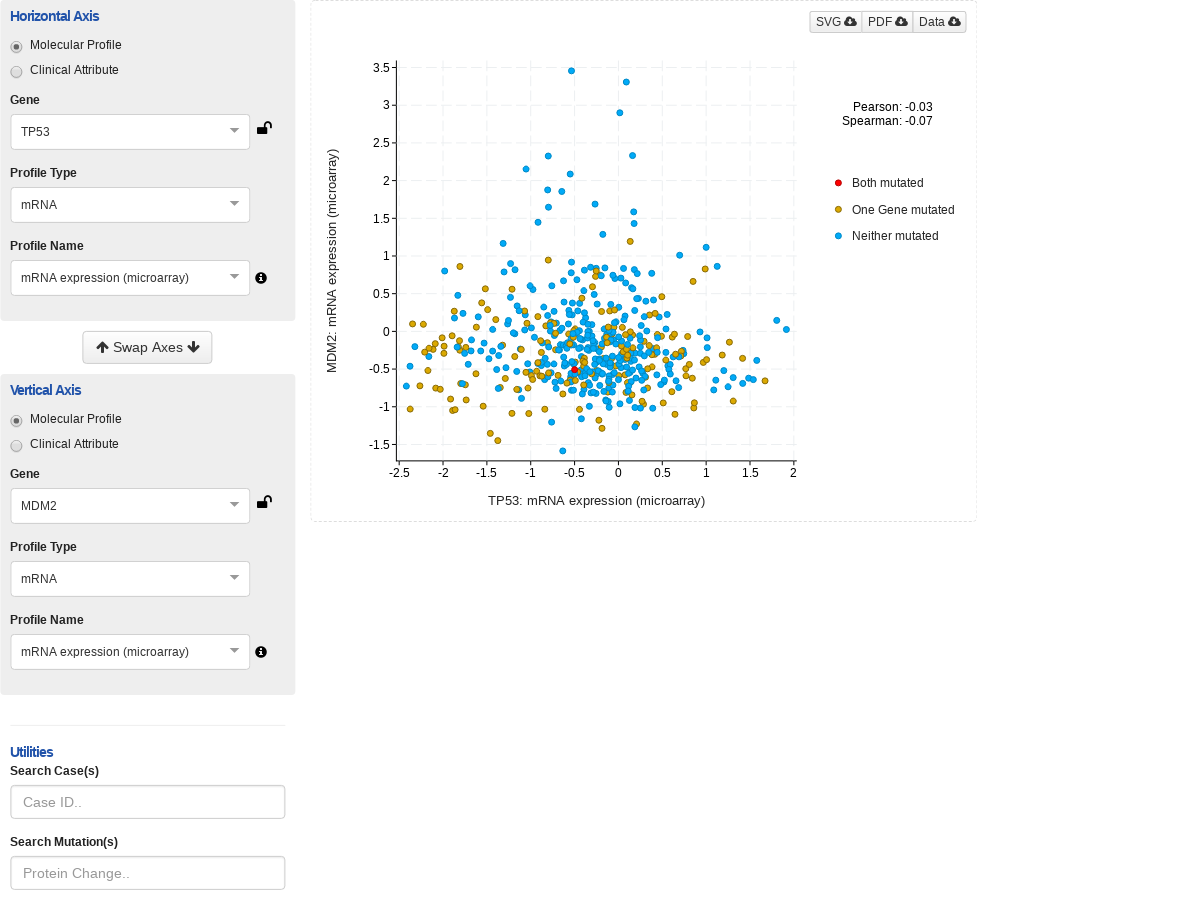 Horizontal Axis
Molecular Profile
Clinical Attribute
Gene
TP53
Profile Type
mRNA
Profile Name
mRNA expression (microarray)
Swap Axes
Vertical Axis
Molecular Profile
Clinical Attribute
Gene
MDM2
Profile Type
mRNA
Profile Name
mRNA expression (microarray)
Utilities
Search Case(s)
Case ID..
Search Mutation(s)
Protein Change..
SVG PDF Data
MDM2: mRNA expression (microarray)
3.5
3
2.5
2
1.5
1
0.5
0
-0.5
-1
-1.5
-2.5 -2 -1.5 -1 -0.5 0 0.5 1 1.5 2
TP53: mRNA expression (microarray)
Pearson: -0.03
Spearman: -0.07
Both mutated
One Gene mutated
Neither mutated